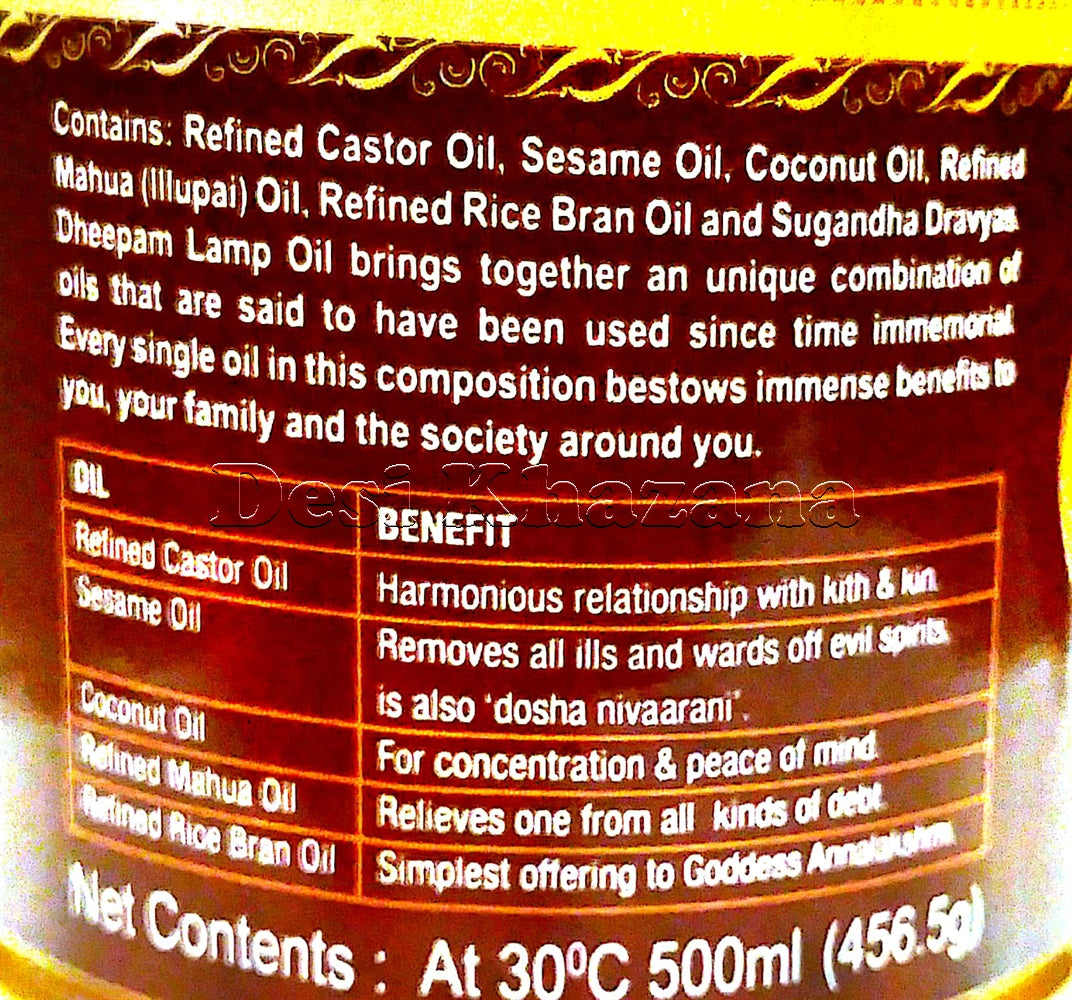 Contains: Refined Castor Oil, Sesame Oil, Coconut Oil, Refined
Mahua (Illupai) Oil, Refined Rice Bran Oil and Sugandha Dravyas.
Dheepam Lamp Oil brings together an unique combination of
oils that are said to have been used since time immemorial.
Every single oil in this composition bestows immense benefits to
you, your family and the society around you.
Desi Khazana
OIL BENEFIT
Refined Castor Oil Harmonious relationship with kith & kin.
Sesame Oil Removes all ills and wards off evil spirits,
is also 'dosha nivaarani'.
Coconut Oil For concentration & peace of mind.
Refined Mahua Oil Relieves one from all kinds of debt.
Refined Rice Bran Oil Simplest offering to Goddess Annalakshmi.
Net Contents : At 30ºC 500ml (456.5g)